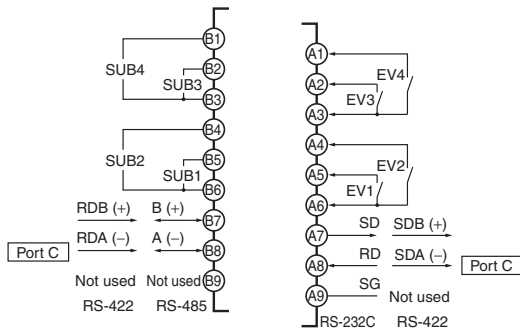 B1
SUB4
B2
SUB3
B3
B4
SUB2
B5
SUB1
B6
RDB (+) B (+) B7
RDA (−) A (−) B8
Port C
Not used Not used B9
RS-422 RS-485
A1
EV4
A2
EV3
A3
A4
EV2
A5
EV1
A6
A7 SD SDB (+)
A8 RD SDA (−) Port C
A9 SG Not used
RS-232C RS-422